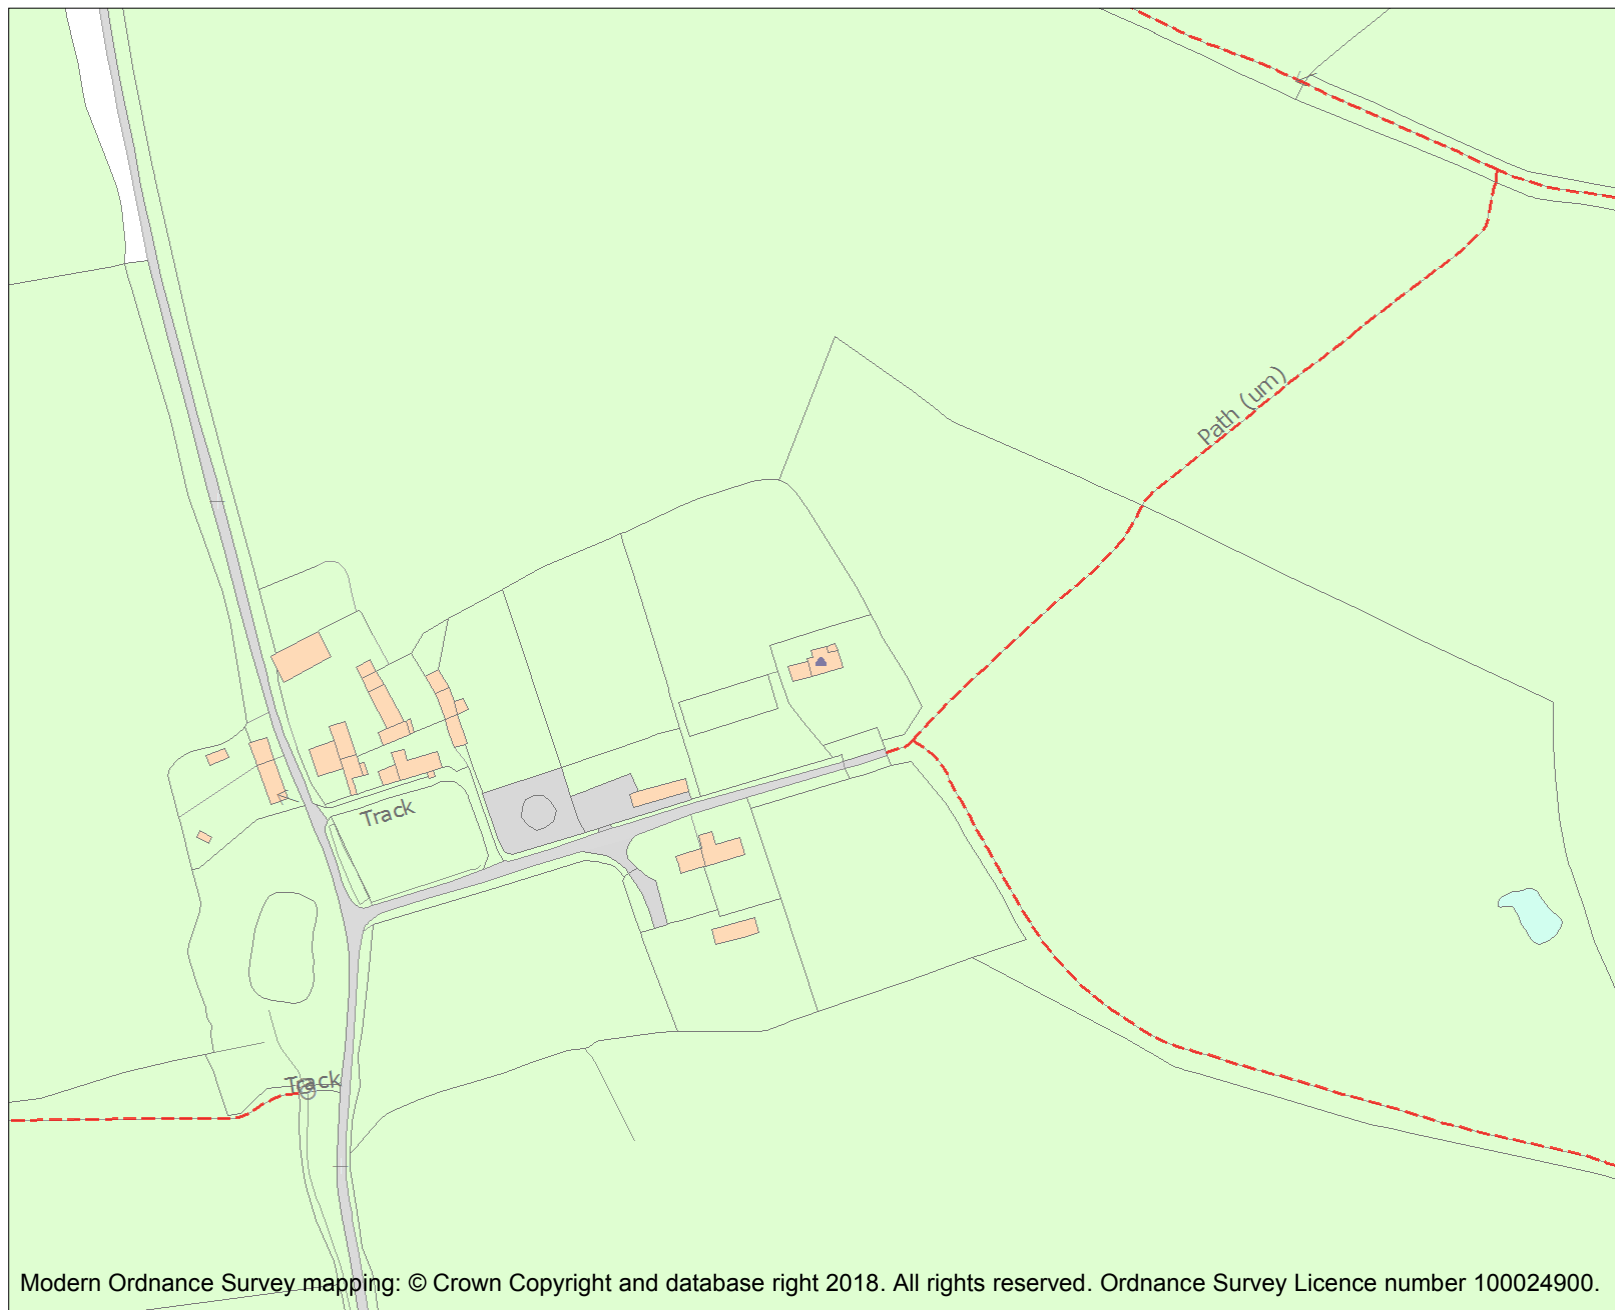 Path (um)
Track
Track
Modern Ordnance Survey mapping: © Crown Copyright and database right 2018. All rights reserved. Ordnance Survey Licence number 100024900.